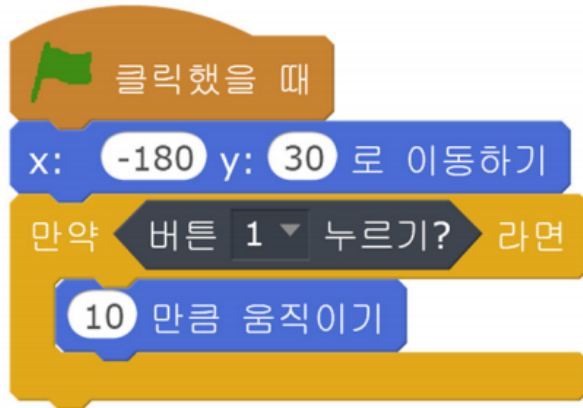 클릭했을 때
x: -180 y: 30 로 이동하기
만약 버튼 1 누르기? 라면
10 만큼 움직이기